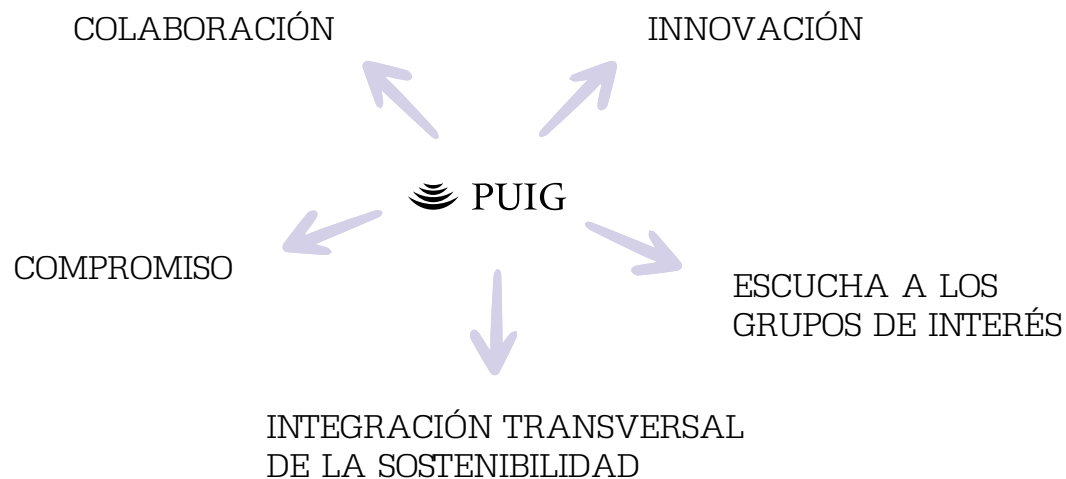 COLABORACIÓN
INNOVACIÓN
PUIG
COMPROMISO
ESCUCHA A LOS
GRUPOS DE INTERÉS
INTEGRACIÓN TRANSVERSAL
DE LA SOSTENIBILIDAD